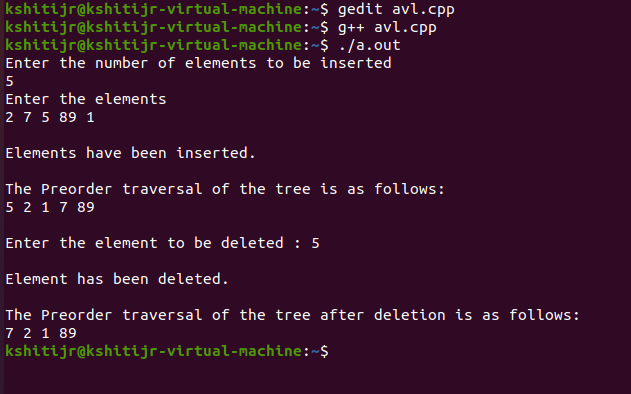 kshitijr@kshitijr-virtual-machine:~$ gedit avl.cpp
kshitijr@kshitijr-virtual-machine:~$ g++ avl.cpp
kshitijr@kshitijr-virtual-machine:~$ ./a.out
Enter the number of elements to be inserted
5
Enter the elements
2 7 5 89 1
Elements have been inserted.
The Preorder traversal of the tree is as follows:
5 2 1 7 89
Enter the element to be deleted : 5
Element has been deleted.
The Preorder traversal of the tree after deletion is as follows:
7 2 1 89
kshitijr@kshitijr-virtual-machine:~$